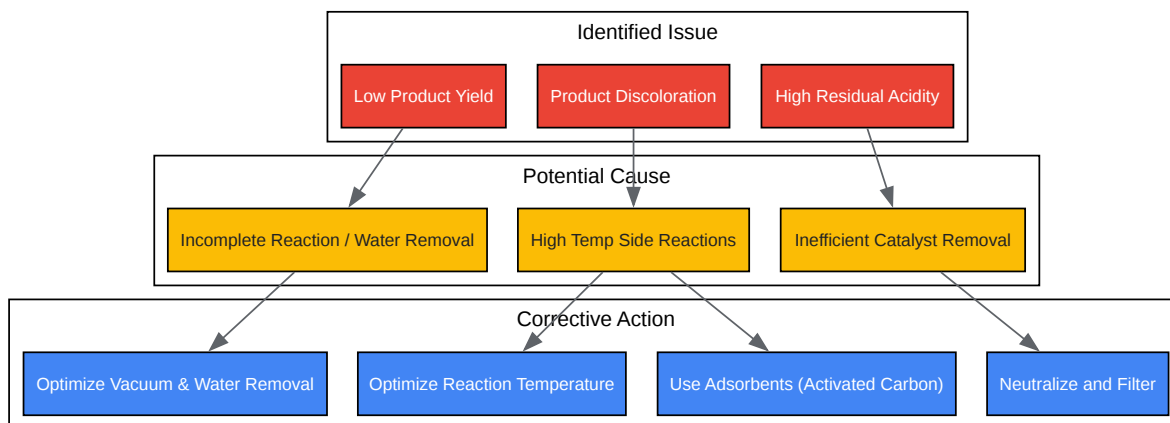 Identified Issue
Low Product Yield
Product Discoloration
High Residual Acidity
Potential Cause
Incomplete Reaction / Water Removal
High Temp Side Reactions
Inefficient Catalyst Removal
Corrective Action
Optimize Vacuum & Water Removal
Optimize Reaction Temperature
Use Adsorbents (Activated Carbon)
Neutralize and Filter